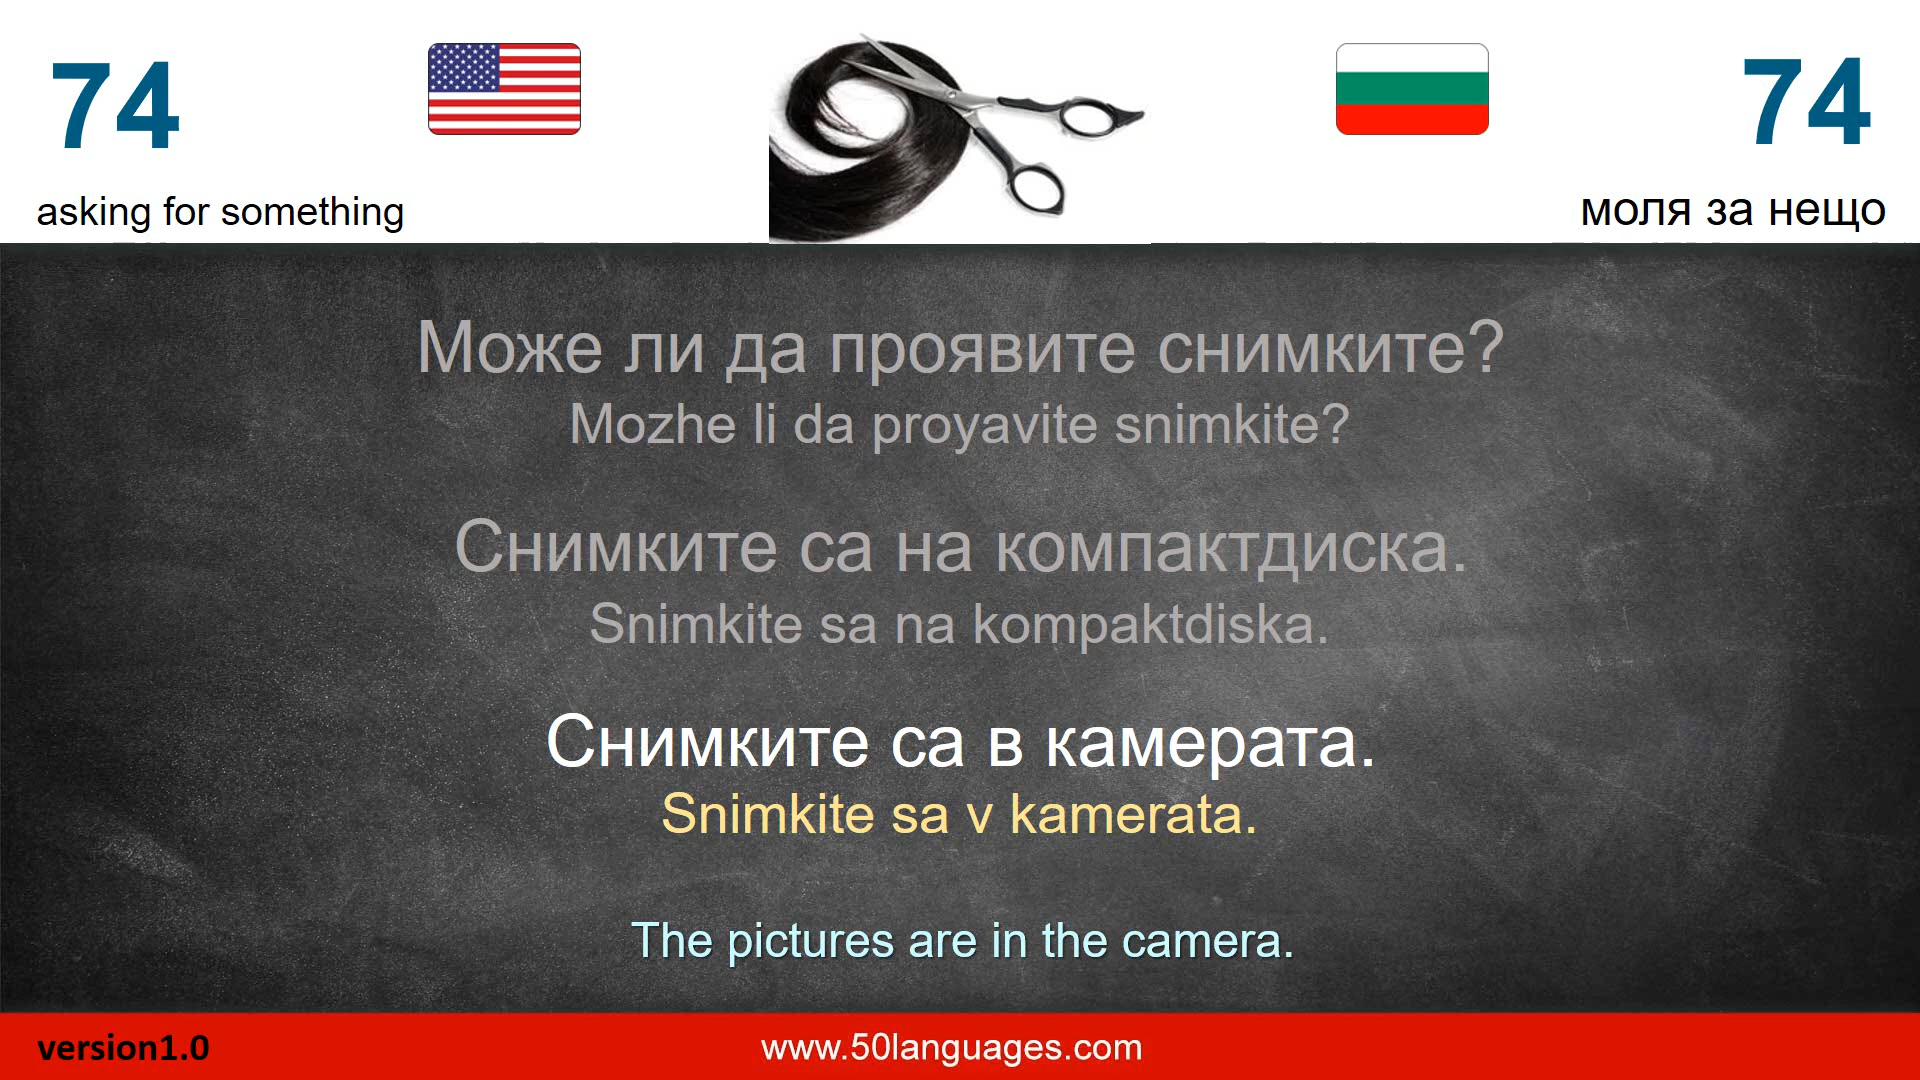 74
74
asking for something
моля за нещо
Може ли да проявите снимките?
Mozhe li da proyavite snimkite?
Снимките са на компактдиска.
Snimkite sa na kompaktdiska.
Снимките са в камерата.
Snimkite sa v kamerata.
The pictures are in the camera.
version1.0
www.50languages.com